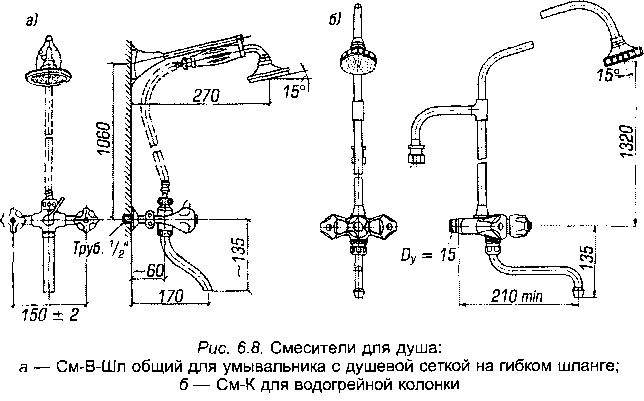 а)
б)
15°
270
1060
Труб. 1/2"
~60
170
~135
150 ± 2
15°
1320
Dy = 15
135
210 min
Рис. 6.8. Смесители для душа:
а — См-В-Шл общий для умывальника с душевой сеткой на гибком шланге;
б — См-К для водогрейной колонки